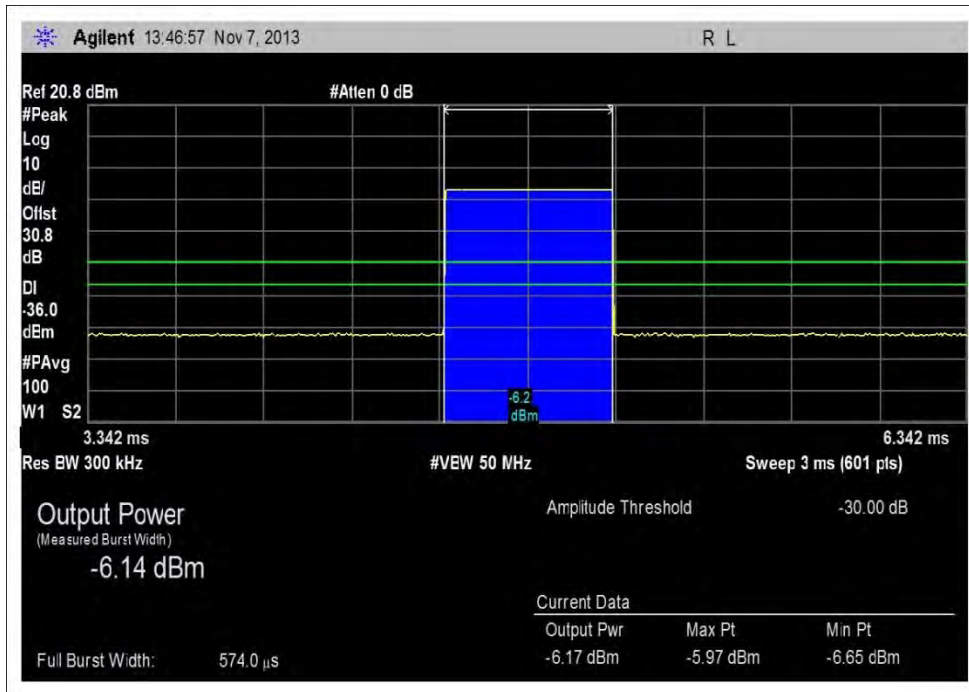 Agilent 13:46:57 Nov 7, 2013 R L
Ref 20.8 dBm #Atten 0 dB
#Peak
Log
10
dB/
Offst
30.8
dB
DI
-36.0
dBm
#PAvg
100
W1 S2
-6.2
dBm
3.342 ms 6.342 ms
Res BW 300 kHz #VBW 50 MHz Sweep 3 ms (601 pts)
Output Power
(Measured Burst Width)
-6.14 dBm
Amplitude Threshold -30.00 dB
Current Data
Output Pwr Max Pt Min Pt
-6.17 dBm -5.97 dBm -6.65 dBm
Full Burst Width: 574.0 µS